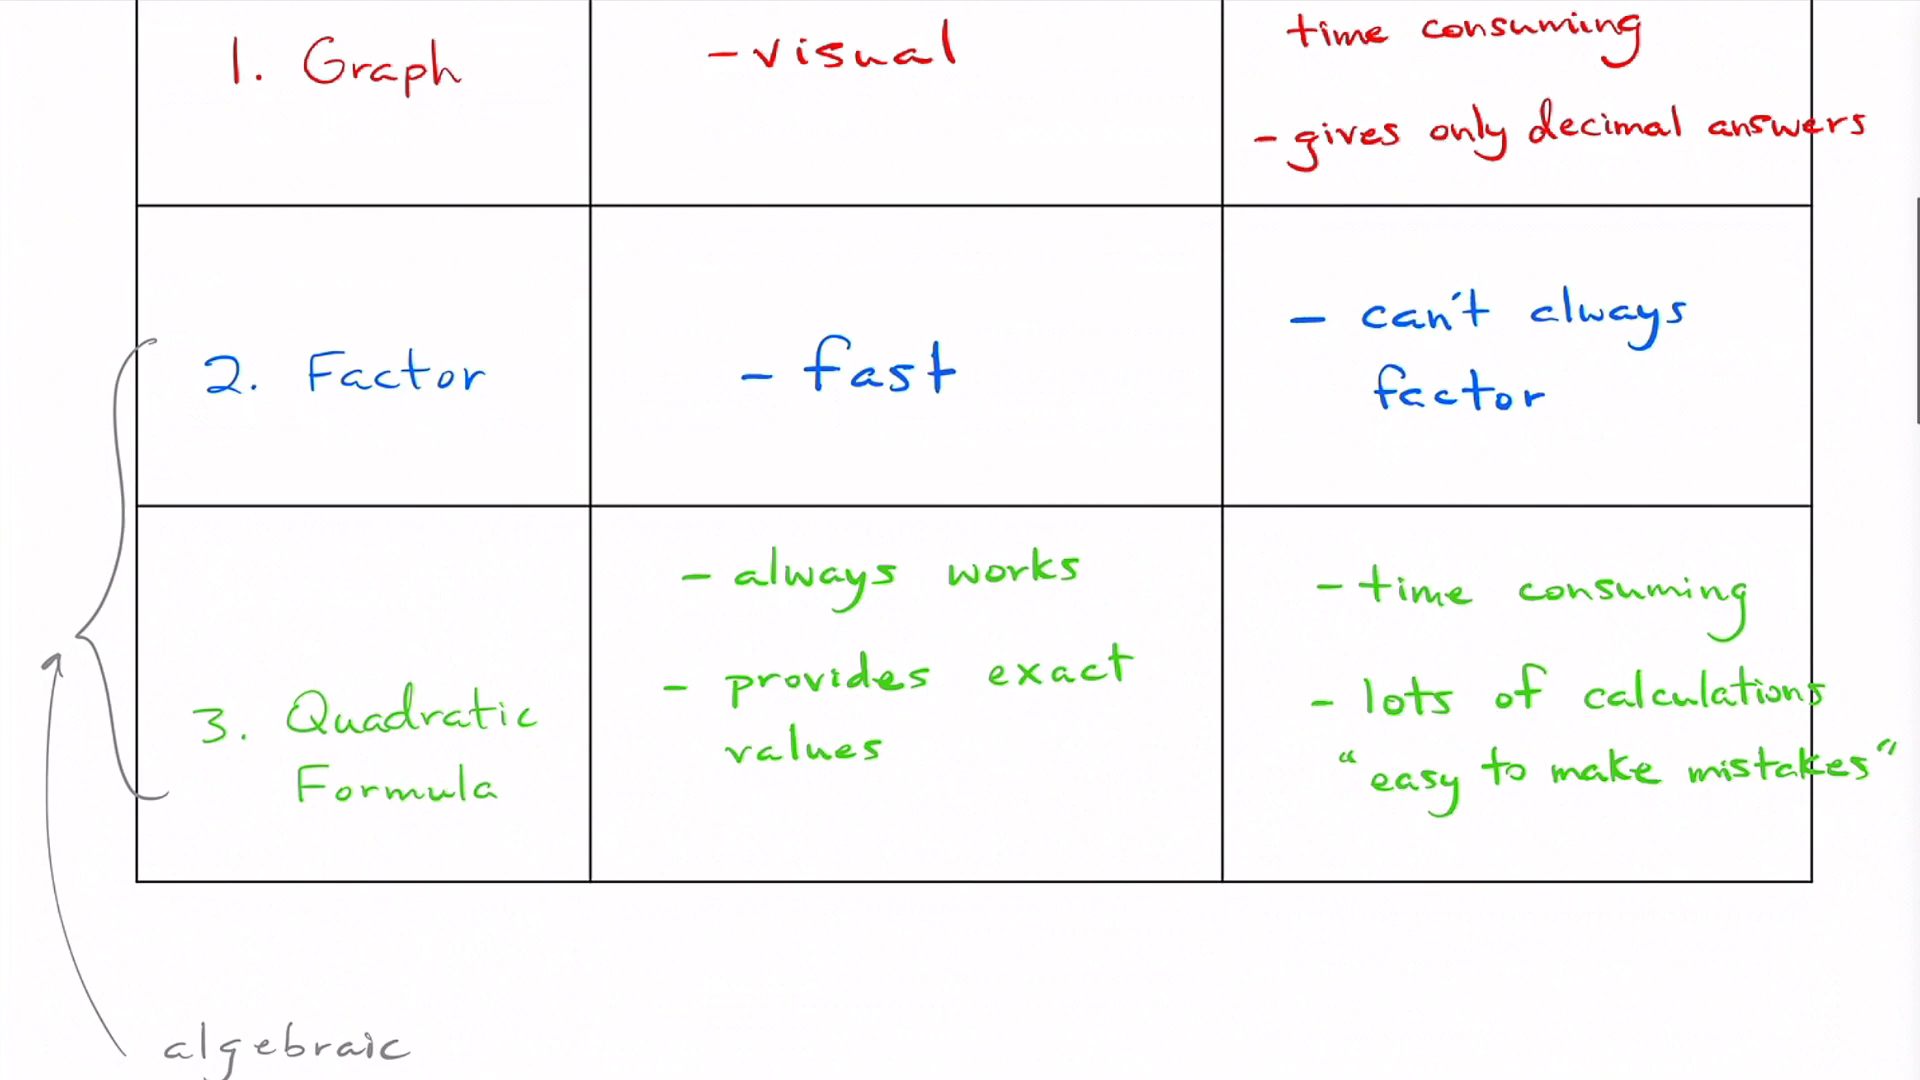 1. Graph
- visual
time consuming
- gives only decimal answers
2. Factor
- fast
- can't always
factor
3. Quadratic
Formula
- always works
- provides exact
values
- time consuming
- lots of calculations
"easy to make mistakes"
algebraic